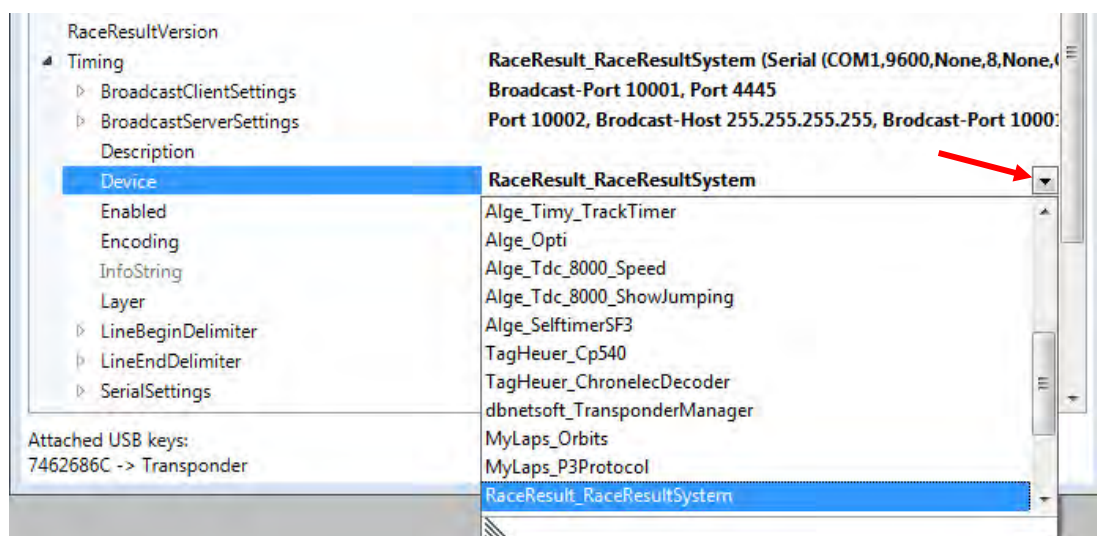 RaceResultVersion
Timing RaceResult_RaceResultSystem (Serial (COM1,9600,None,8,None,
BroadcastClientSettings Broadcast-Port 10001, Port 4445
BroadcastServerSettings Port 10002, Brodcast-Host 255.255.255.255, Brodcast-Port 1000
Description
Device RaceResult_RaceResultSystem
Enabled Alge_Timy_TrackTimer
Encoding Alge_Opti
InfoString Alge_Tdc_8000_Speed
Layer Alge_Tdc_8000_ShowJumping
LineBeginDelimiter Alge_SelftimerSF3
LineEndDelimiter TagHeuer_Cp540
SerialSettings TagHeuer_ChronelecDecoder
dbnetsoft_TransponderManager
Attached USB keys: MyLaps_Orbits
7462686C -> Transponder MyLaps_P3Protocol
RaceResult_RaceResultSystem